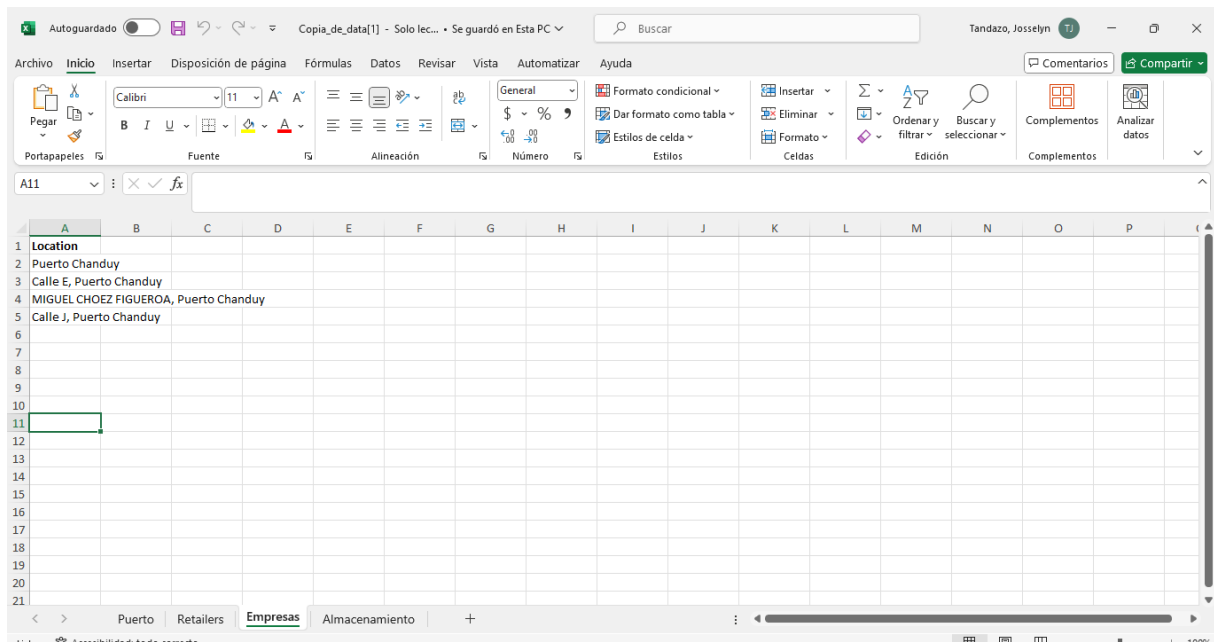 Autoguardado
Copia_de_data[1] - Solo lec... • Se guardó en Esta PC
Buscar
Tandazo, Josselyn
TJ
Archivo Inicio Insertar Disposición de página Fórmulas Datos Revisar Vista Automatizar Ayuda
Comentarios
Compartir
Pegar
Portapapeles
Calibri
11
N K S
Fuente
Alineación
General
$ % 9
Número
Formato condicional
Dar formato como tabla
Estilos de celda
Estilos
Insertar
Eliminar
Formato
Celdas
Ordenar y filtrar
Buscar y seleccionar
Edición
Complementos
Complementos
Analizar datos
A11
fx
A B C D E F G H I J K L M N O P
1 Location
2 Puerto Chanduy
3 Calle E, Puerto Chanduy
4 MIGUEL CHOEZ FIGUEROA, Puerto Chanduy
5 Calle J, Puerto Chanduy
6
7
8
9
10
11
12
13
14
15
16
17
18
19
20
21
Puerto Retailers Empresas Almacenamiento +